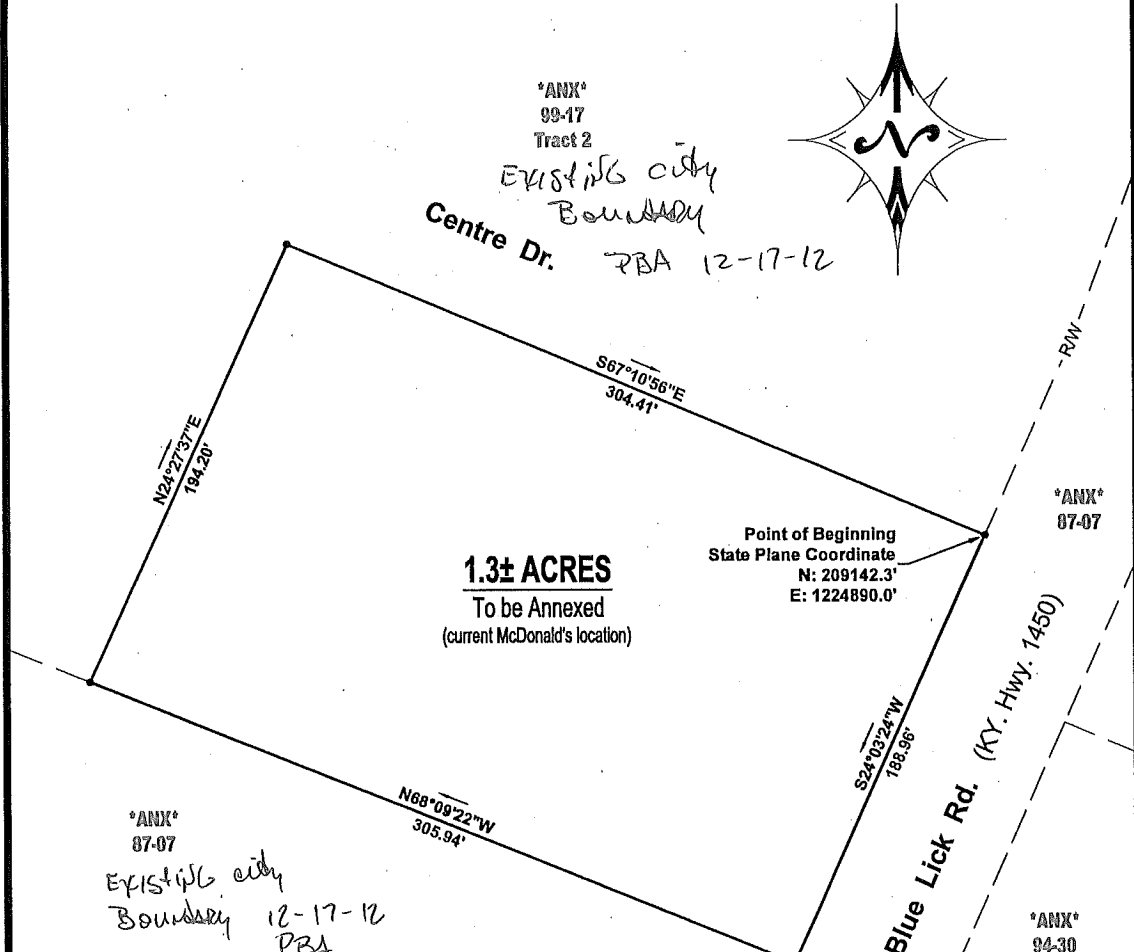 *ANX*
99-17
Tract 2
Existing city
Boundary
PBA 12-17-12
N
Centre Dr.
R/W
S67°10'56"E
304.41'
N24°27'37"E
194.20'
*ANX*
87-07
Point of Beginning
State Plane Coordinate
N: 209142.3'
E: 1224890.0'
1.3± ACRES
To be Annexed
(current McDonald's location)
S24°03'24"W
188.96'
Blue Lick Rd. (KY. Hwy. 1450)
N68°09'22"W
305.94'
*ANX*
87-07
Existing city
Boundary 12-17-12
PBA
*ANX*
94-30